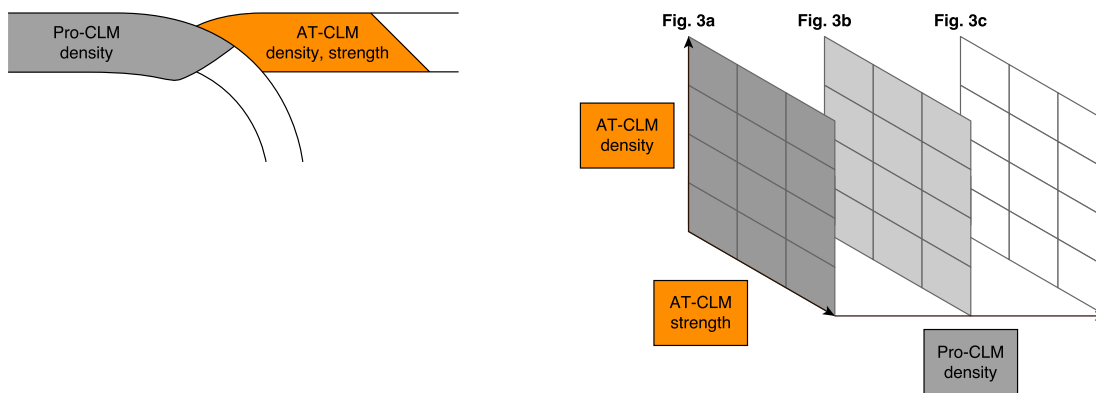 Pro-CLM
density
AT-CLM
density, strength
Fig. 3a
Fig. 3b
Fig. 3c
AT-CLM
density
AT-CLM
strength
Pro-CLM
density